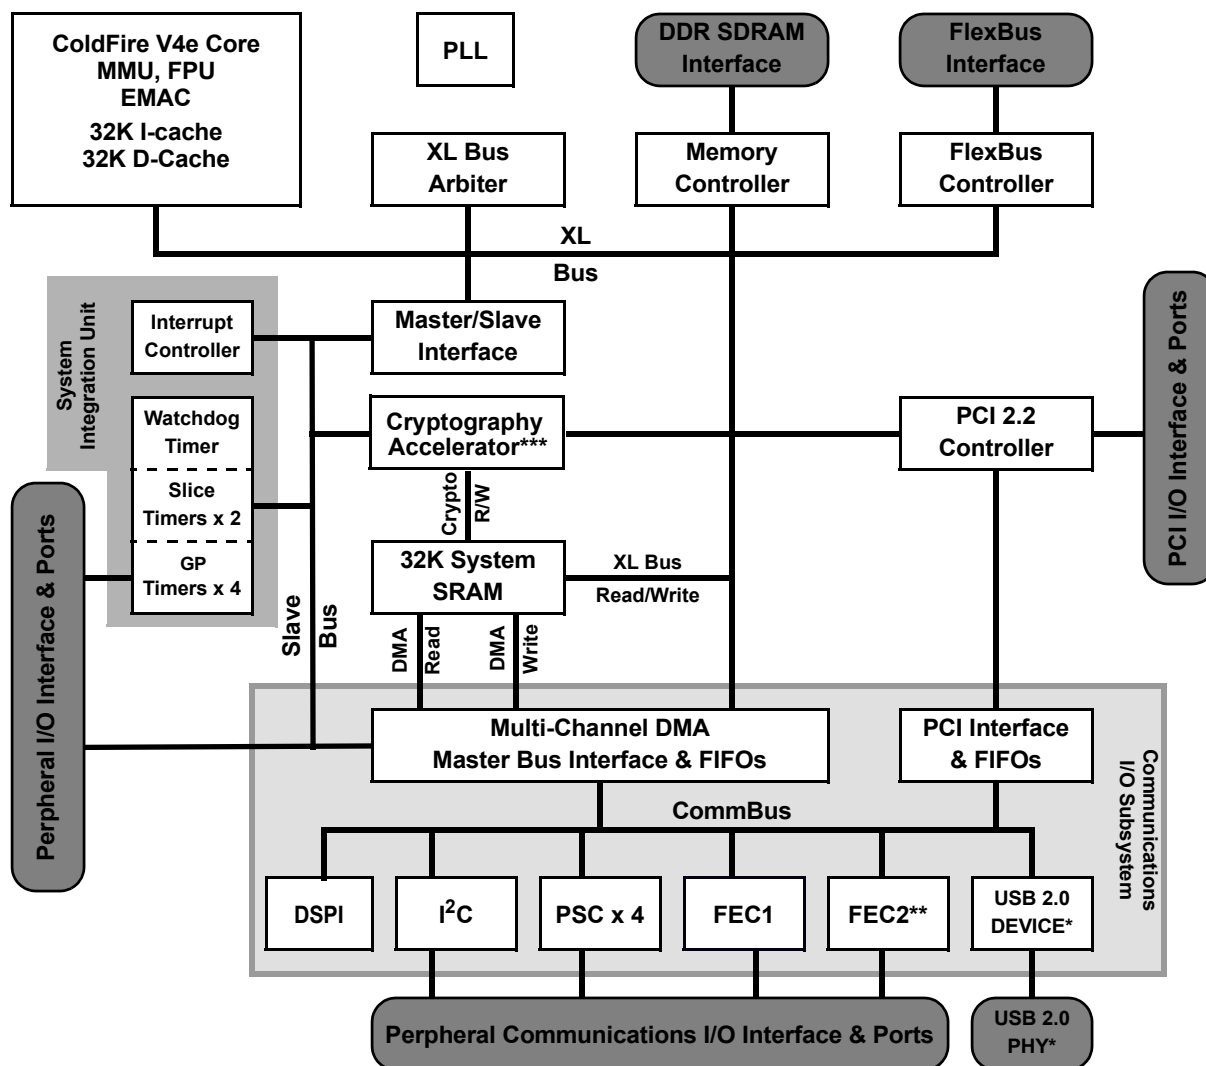 ColdFire V4e Core
MMU, FPU
EMAC
32K I-cache
32K D-Cache
PLL
DDR SDRAM
Interface
FlexBus
Interface
XL Bus
Arbiter
Memory
Controller
FlexBus
Controller
XL
Bus
System
Integration Unit
Interrupt
Controller
Master/Slave
Interface
Watchdog
Timer
Slice
Timers x 2
GP
Timers x 4
Cryptography
Accelerator***
PCI 2.2
Controller
PCI I/O Interface & Ports
Crypto
R/W
32K System
SRAM
XL Bus
Read/Write
Perpheral I/O Interface & Ports
Slave
Bus
DMA
Read
DMA
Write
Multi-Channel DMA
Master Bus Interface & FIFOs
PCI Interface
& FIFOs
Communications
I/O Subsystem
CommBus
DSPI
I2C
PSC x 4
FEC1
FEC2**
USB 2.0
DEVICE*
Perpheral Communications I/O Interface & Ports
USB 2.0
PHY*